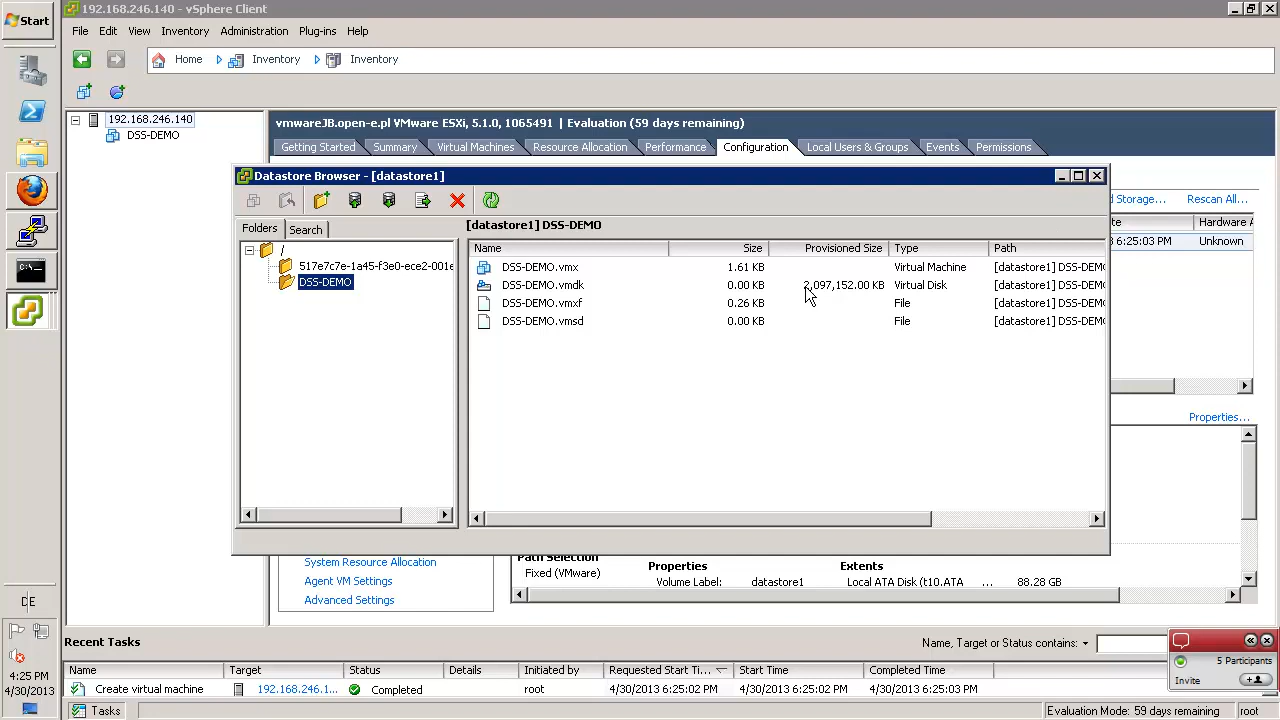 Start
192.168.246.140 - vSphere Client
File Edit View Inventory Administration Plug-ins Help
Home Inventory Inventory
192.168.246.140
DSS-DEMO
vmwareJB.open-e.pl VMware ESXi, 5.1.0, 1065491 | Evaluation (59 days remaining)
Getting Started Summary Virtual Machines Resource Allocation Performance Configuration Local Users & Groups Events Permissions
Datastore Browser - [datastore1]
Storage... Rescan All...
Hardware A
6:25:03 PM Unknown
Folders Search
[datastore1] DSS-DEMO
Name Size Provisioned Size Type Path
/
517e7c7e-1a45-f3e0-ece2-001e
DSS-DEMO
DSS-DEMO.vmx 1.61 KB Virtual Machine [datastore1] DSS-DEMO
DSS-DEMO.vmdk 0.00 KB 2,097,152.00 KB Virtual Disk [datastore1] DSS-DEMO
DSS-DEMO.vmxf 0.26 KB File [datastore1] DSS-DEMO
DSS-DEMO.vmsd 0.00 KB File [datastore1] DSS-DEMO
Properties...
System Resource Allocation
Agent VM Settings
Advanced Settings
Path Selection
Fixed (VMware)
Properties Extents
Volume Label: datastore1 Local ATA Disk (t10.ATA ... 88.28 GB
DE
4:25 PM
4/30/2013
Recent Tasks
Name, Target or Status contains:
Name Target Status Details Initiated by Requested Start Ti... Start Time Completed Time
Create virtual machine 192.168.246.1... Completed root 4/30/2013 6:25:02 PM 4/30/2013 6:25:02 PM 4/30/2013 6:25:03 PM
5 Participants
Invite
Tasks
Evaluation Mode: 59 days remaining root